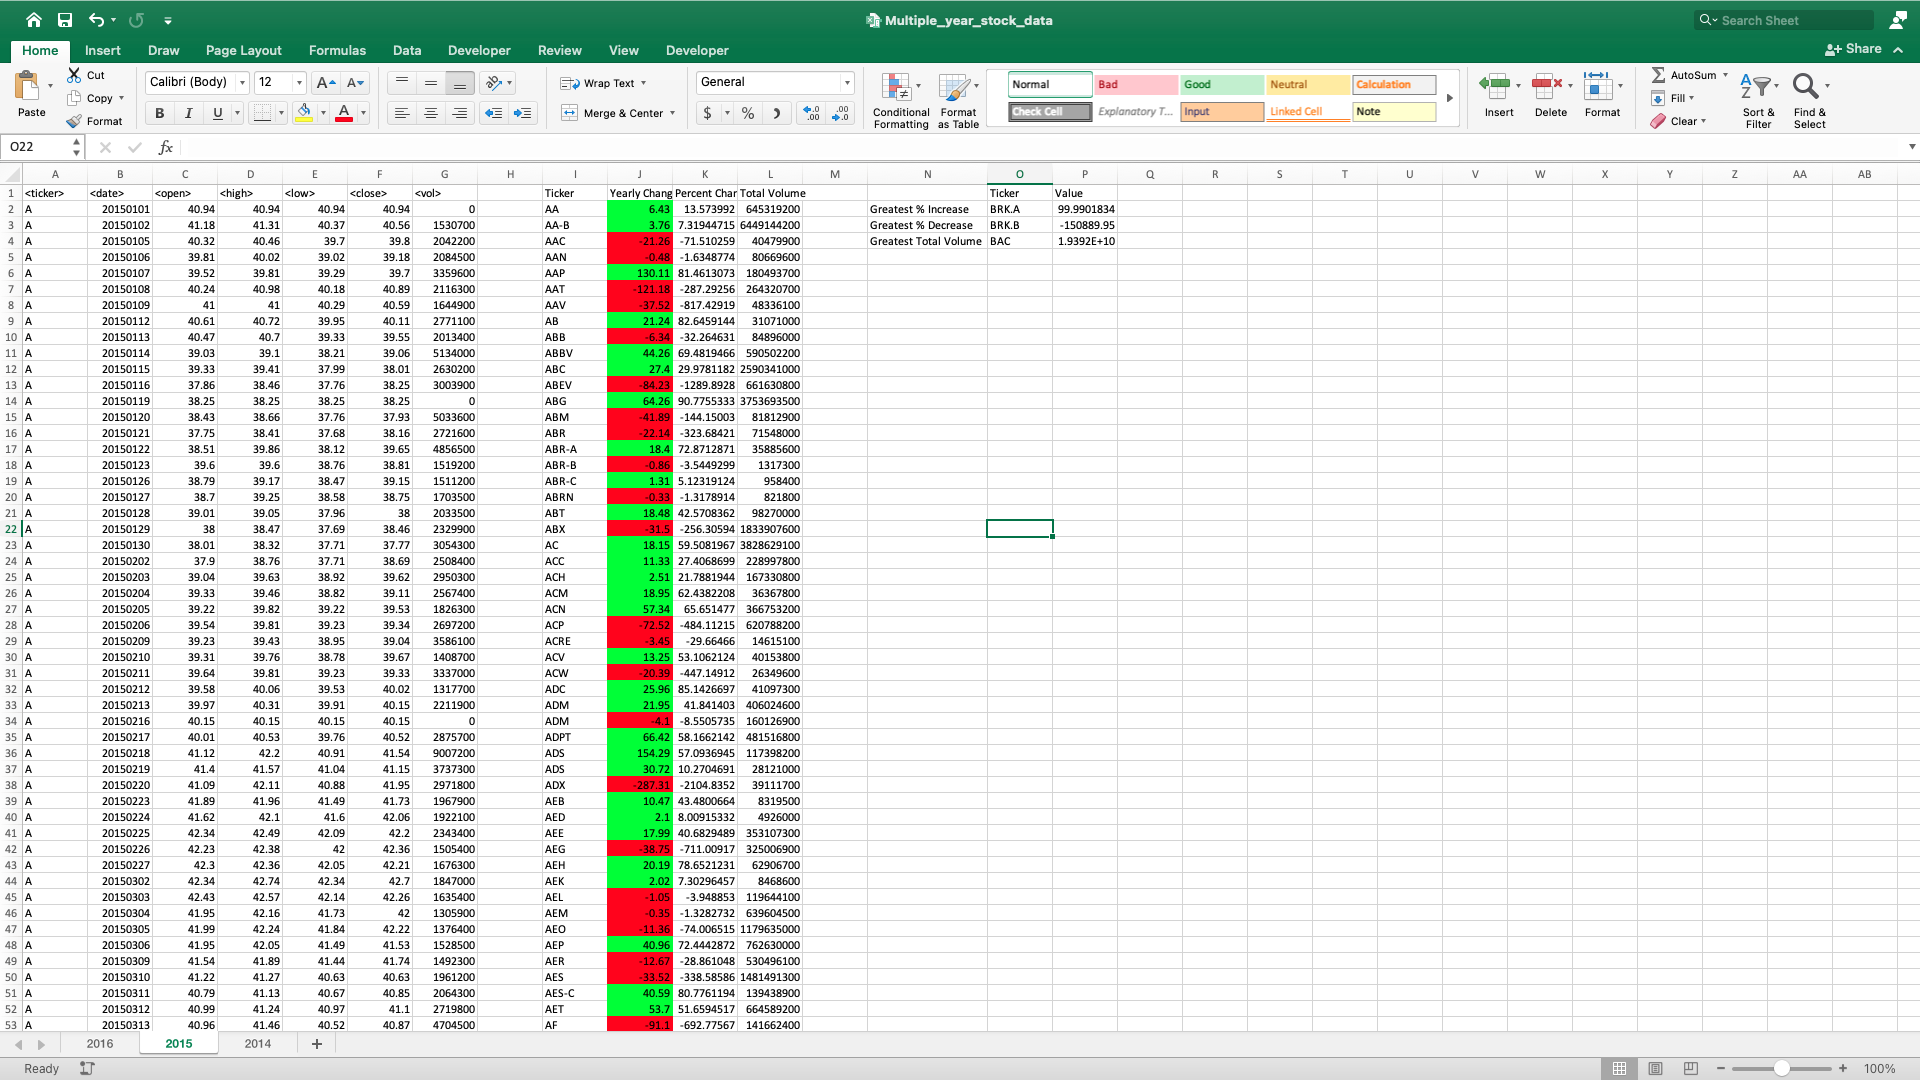 Multiple_year_stock_data
Search Sheet
Home Insert Draw Page Layout Formulas Data Developer Review View Developer Share
Paste Cut Copy Format
Calibri (Body) 12
Wrap Text Merge & Center
General
Conditional Formatting Format as Table
Normal Bad Good Neutral Calculation
Check Cell Explanatory T... Input Linked Cell Note
Insert Delete Format
AutoSum Fill Clear
Sort & Filter Find & Select
O22 fx
A B C D E F G H I J K L M N O P Q R S T U V W X Y Z AA AB
1 <ticker> <date> <open> <high> <low> <close> <vol> Ticker Yearly Chang Percent Char Total Volume Ticker Value
2 A 20150101 40.94 40.94 40.94 40.94 0 AA 6.43 13.573992 645319200 Greatest % Increase BRK.A 99.9901834
3 A 20150102 41.18 41.31 40.37 40.56 1530700 AA-B 3.76 7.31944715 6449144200 Greatest % Decrease BRK.B -150889.95
4 A 20150105 40.32 40.46 39.7 39.8 2042200 AAC -21.26 -71.510259 40479900 Greatest Total Volume BAC 1.9392E+10
5 A 20150106 39.81 40.02 39.02 39.18 2084500 AAN -0.48 -1.6348774 80669600
6 A 20150107 39.52 39.81 39.29 39.7 3359600 AAP 130.11 81.4613073 180493700
7 A 20150108 40.24 40.98 40.18 40.89 2116300 AAT -121.18 -287.29256 264320700
8 A 20150109 41 41 40.29 40.59 1644900 AAV -37.52 -817.42919 48336100
9 A 20150112 40.61 40.72 39.95 40.11 2771100 AB 21.24 82.6459144 31071000
10 A 20150113 40.47 40.7 39.33 39.55 2013400 ABB -6.34 -32.264631 84896000
11 A 20150114 39.03 39.1 38.21 39.06 5134000 ABBV 44.26 69.4819466 590502200
12 A 20150115 39.33 39.41 37.99 38.01 2630200 ABC 27.4 29.9781182 2590341000
13 A 20150116 37.86 38.46 37.76 38.25 3003900 ABEV -84.23 -1289.8928 661630800
14 A 20150119 38.25 38.25 38.25 38.25 0 ABG 64.26 90.7755333 3753693500
15 A 20150120 38.43 38.66 37.76 37.93 5033600 ABM -41.89 -144.15003 81812900
16 A 20150121 37.75 38.41 37.68 38.16 2721600 ABR -22.14 -323.68421 71548000
17 A 20150122 38.51 39.86 38.12 39.65 4856500 ABR-A 18.4 72.8712871 35885600
18 A 20150123 39.6 39.6 38.76 38.81 1519200 ABR-B -0.86 -3.5449299 1317300
19 A 20150126 38.79 39.17 38.47 39.15 1511200 ABR-C 1.31 5.12319124 958400
20 A 20150127 38.7 39.25 38.58 38.75 1703500 ABRN -0.33 -1.3178914 821800
21 A 20150128 39.01 39.05 37.96 38 2033500 ABT 18.48 42.5708362 98270000
22 A 20150129 38 38.47 37.69 38.46 2329900 ABX -31.5 -256.30594 1833907600
23 A 20150130 38.01 38.32 37.71 37.77 3054300 AC 18.15 59.5081967 3828629100
24 A 20150202 37.9 38.76 37.71 38.69 2508400 ACC 11.33 27.4068699 228997800
25 A 20150203 39.04 39.63 38.92 39.62 2950300 ACH 2.51 21.7881944 167330800
26 A 20150204 39.33 39.46 38.82 39.11 2567400 ACM 18.95 62.4382208 36367800
27 A 20150205 39.22 39.82 39.22 39.53 1826300 ACN 57.34 65.651477 366753200
28 A 20150206 39.54 39.81 39.23 39.34 2697200 ACP -72.52 -484.11215 620788200
29 A 20150209 39.23 39.43 38.95 39.04 3586100 ACRE -3.45 -29.66466 14615100
30 A 20150210 39.31 39.76 38.78 39.67 1408700 ACV 13.25 53.1062124 40153800
31 A 20150211 39.64 39.81 39.23 39.33 3337000 ACW -20.39 -447.14912 26349600
32 A 20150212 39.58 40.06 39.53 40.02 1317700 ADC 25.96 85.1426697 41097300
33 A 20150213 39.97 40.31 39.91 40.15 2211900 ADM 21.95 41.841403 406024600
34 A 20150216 40.15 40.15 40.15 40.15 0 ADM -4.1 -8.5505735 160126900
35 A 20150217 40.01 40.53 39.76 40.52 2875700 ADPT 66.42 58.1662142 481516800
36 A 20150218 41.12 42.2 40.91 41.54 9007200 ADS 154.29 57.0936945 117398200
37 A 20150219 41.4 41.57 41.04 41.15 3737300 ADS 30.72 10.2704691 28121000
38 A 20150220 41.09 42.11 40.88 41.95 2971800 ADX -287.31 -2104.8352 39111700
39 A 20150223 41.89 41.96 41.49 41.73 1967900 AEB 10.47 43.4800664 8319500
40 A 20150224 41.62 42.1 41.6 42.06 1922100 AED 2.1 8.00915332 4926000
41 A 20150225 42.34 42.49 42.09 42.2 2343400 AEE 17.99 40.6829489 353107300
42 A 20150226 42.23 42.38 42 42.36 1505400 AEG -38.75 -711.00917 325006900
43 A 20150227 42.3 42.36 42.05 42.21 1676300 AEH 20.19 78.6521231 62906700
44 A 20150302 42.34 42.74 42.34 42.7 1847000 AEK 2.02 7.30296457 8468600
45 A 20150303 42.43 42.57 42.14 42.26 1635400 AEL -1.05 -3.948853 119644100
46 A 20150304 41.95 42.16 41.73 42 1305900 AEM -0.35 -1.3282732 639604500
47 A 20150305 41.99 42.24 41.84 42.22 1376400 AEO -11.36 -74.006515 1179635000
48 A 20150306 41.95 42.05 41.49 41.53 1528500 AEP 40.96 72.4442872 762630000
49 A 20150309 41.54 41.89 41.44 41.74 1492300 AER -12.67 -28.861048 530496100
50 A 20150310 41.22 41.27 40.63 40.63 1961200 AES -33.52 -338.58586 1481491300
51 A 20150311 40.79 41.13 40.67 40.85 2064300 AES-C 40.59 80.7761194 139438900
52 A 20150312 40.99 41.24 40.97 41.1 2719800 AET 53.7 51.6594517 664589200
53 A 20150313 40.96 41.46 40.52 40.87 4704500 AF -91.1 -692.77567 141662400
2016 2015 2014 +
Ready 100%